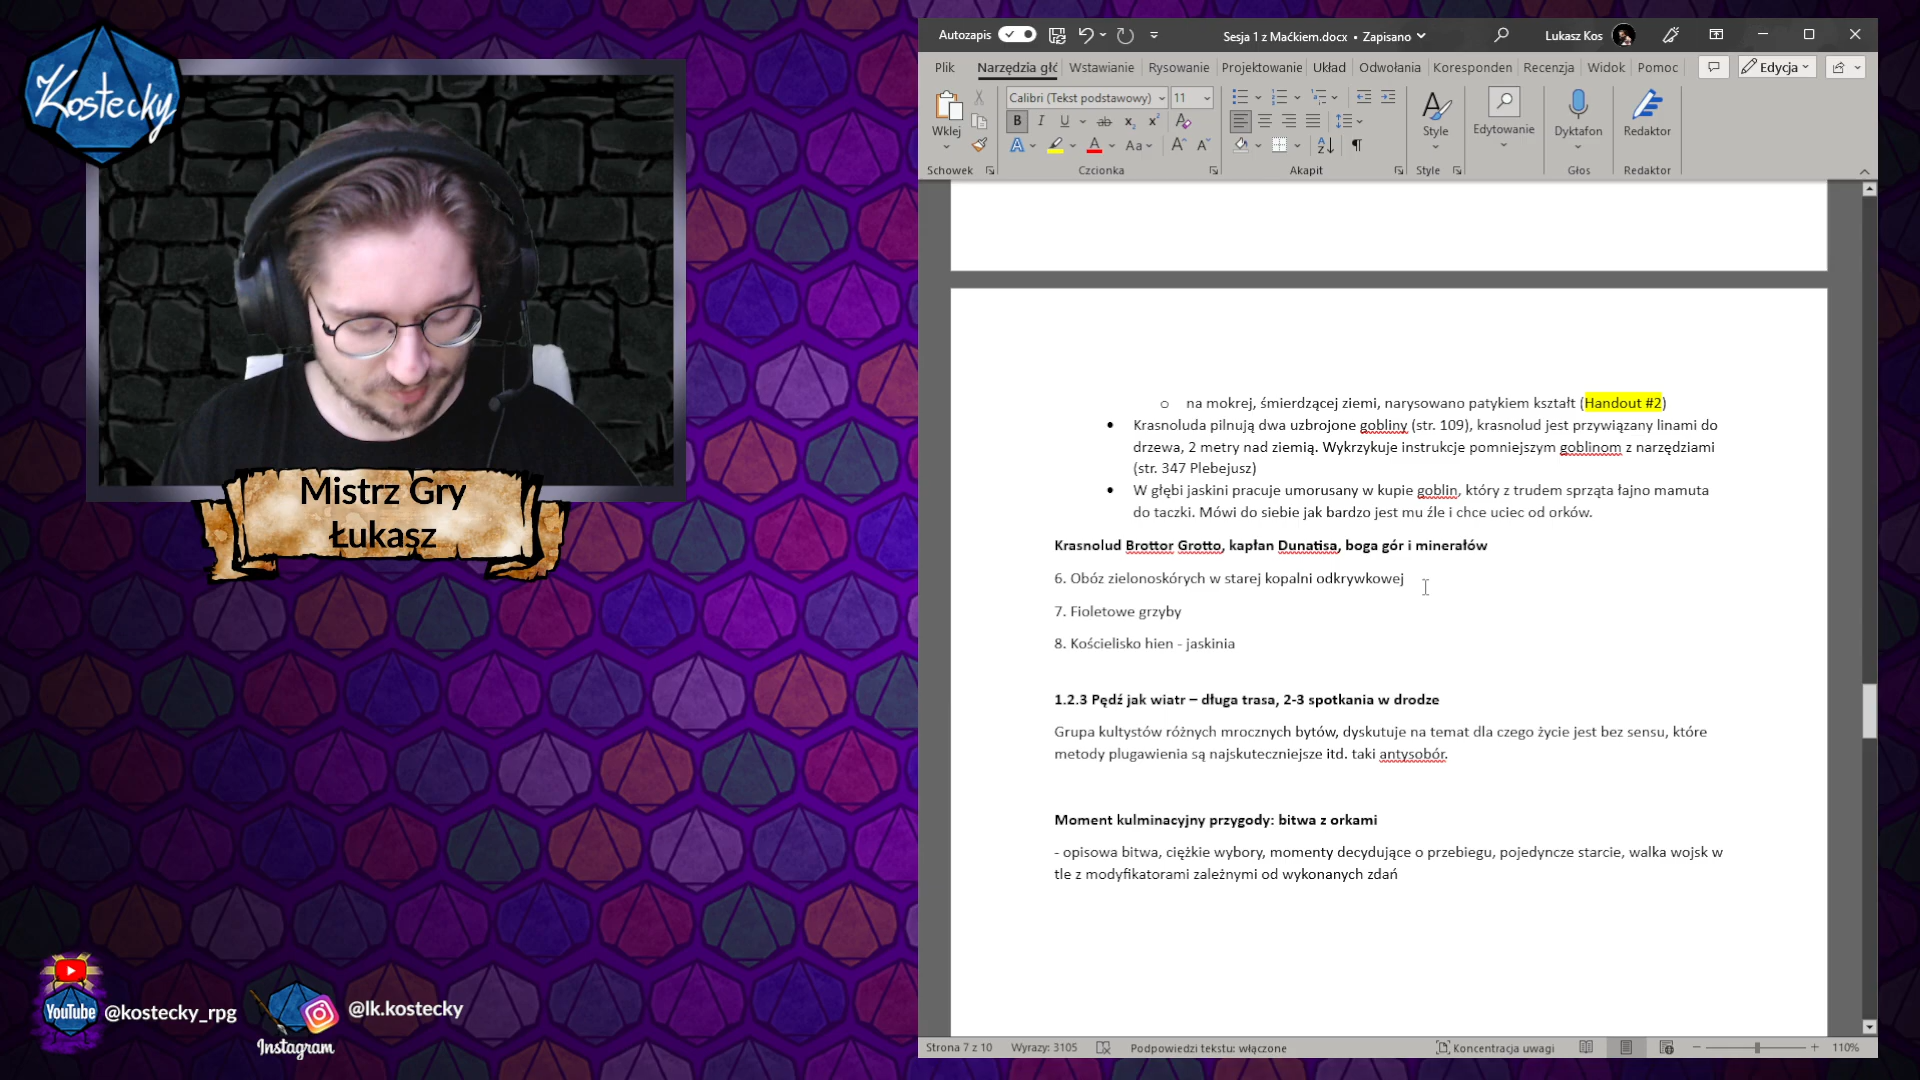 Kostecky
Mistrz Gry
Łukasz
YouTube
@kostecky_rpg
Instagram
@lk.kostecky
Autozapis
Sesja 1 z Maćkiem.docx • Zapisano
Lukasz Kos
Plik
Narzędzia głć
Wstawianie
Rysowanie
Projektowanie
Układ
Odwołania
Koresponden
Recenzja
Widok
Pomoc
Edycja
Wklej
Calibri (Tekst podstawowy)
11
Style
Edytowanie
Dyktafon
Redaktor
Schowek
Czcionka
Akapit
Style
Głos
Redaktor
o na mokrej, śmierdzącej ziemi, narysowano patykiem kształt (Handout #2)
• Krasnoluda pilnują dwa uzbrojone gobliny (str. 109), krasnolud jest przywiązany linami do
drzewa, 2 metry nad ziemią. Wykrzykuje instrukcje pomniejszym goblinom z narzędziami
(str. 347 Plebejusz)
• W głębi jaskini pracuje umorusany w kupie goblin, który z trudem sprząta łajno mamuta
do taczki. Mówi do siebie jak bardzo jest mu źle i chce uciec od orków.
Krasnolud Brottor Grotto, kapłan Dunatisa, boga gór i minerałów
6. Obóz zielonoskórych w starej kopalni odkrywkowej
7. Fioletowe grzyby
8. Kościelisko hien - jaskinia
1.2.3 Pędź jak wiatr – długa trasa, 2-3 spotkania w drodze
Grupa kultystów różnych mrocznych bytów, dyskutuje na temat dla czego życie jest bez sensu, które
metody plugawienia są najskuteczniejsze itd. taki antysobór.
Moment kulminacyjny przygody: bitwa z orkami
- opisowa bitwa, ciężkie wybory, momenty decydujące o przebiegu, pojedyncze starcie, walka wojsk w
tle z modyfikatorami zależnymi od wykonanych zdań
Strona 7 z 10
Wyrazy: 3105
Podpowiedzi tekstu: włączone
Koncentracja uwagi
110%